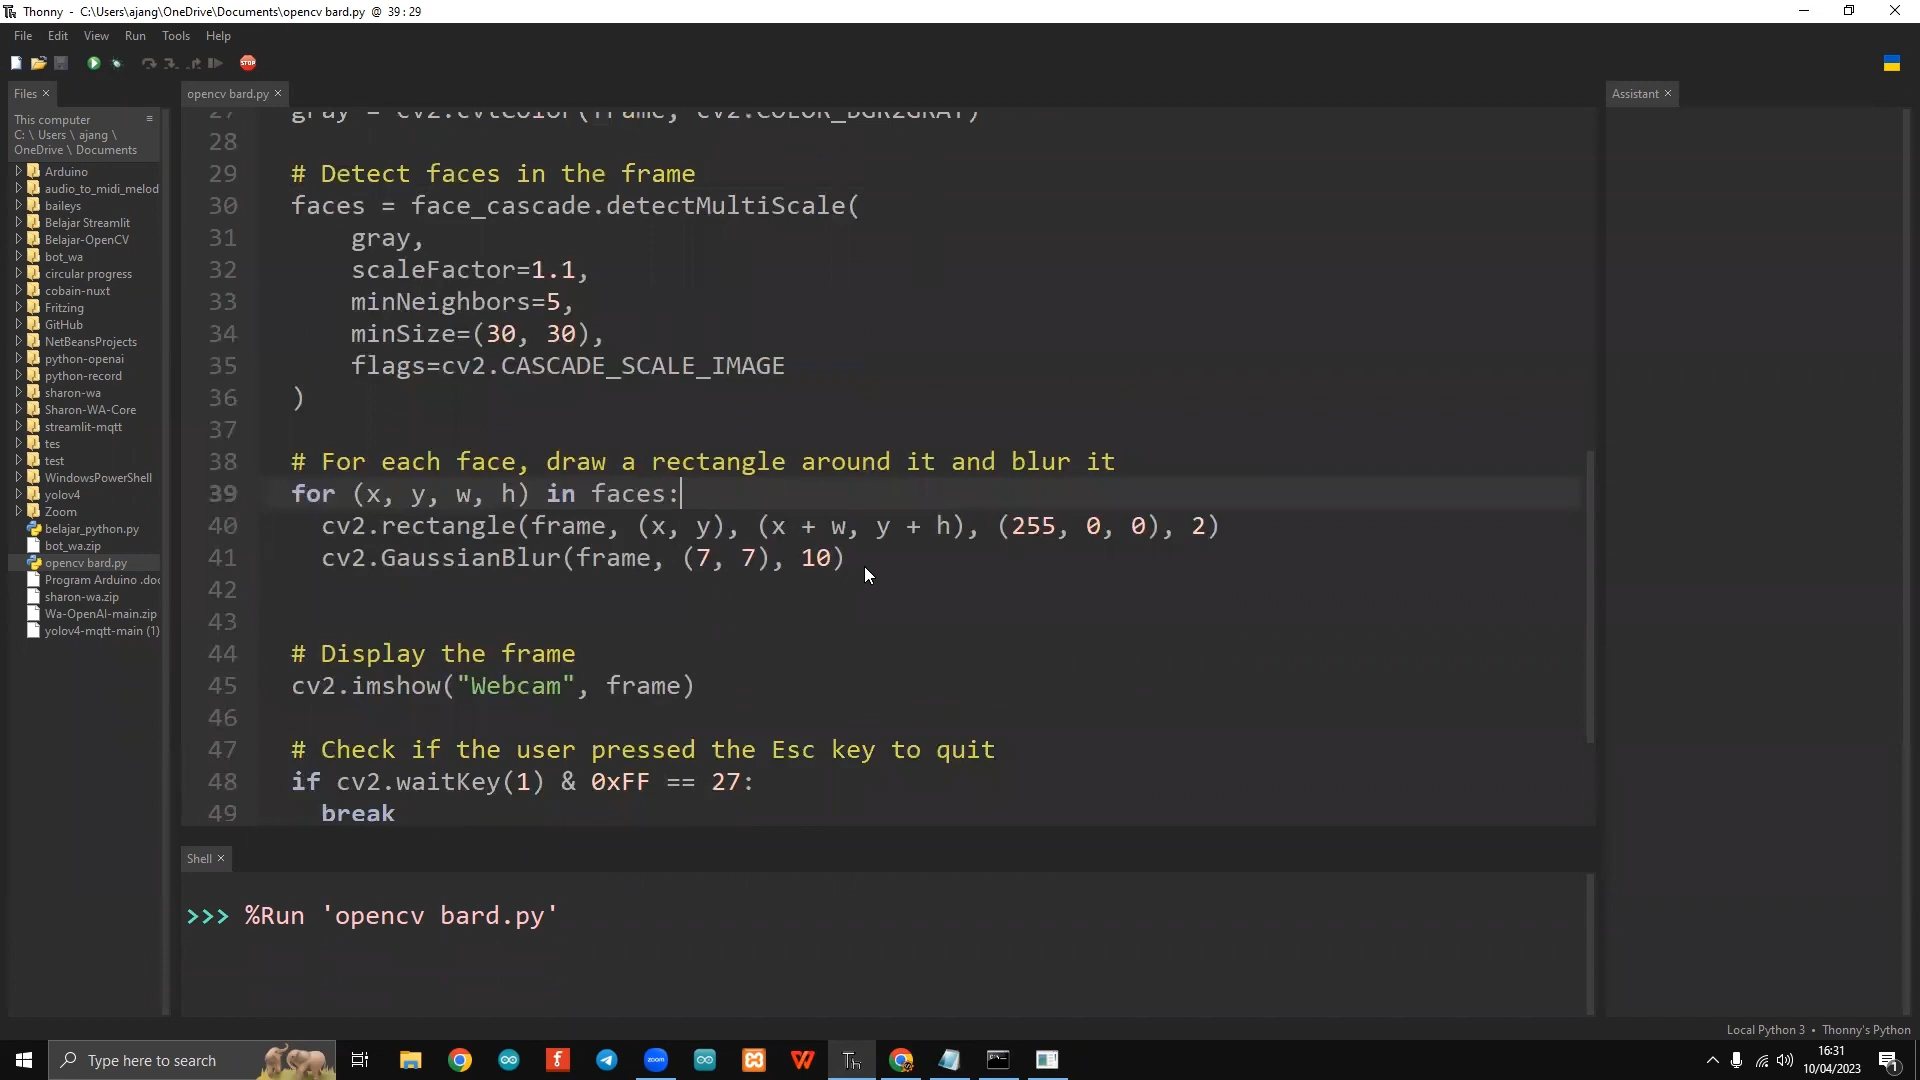 Thonny - C:\Users\ajang\OneDrive\Documents\opencv bard.py @ 39 : 29
File Edit View Run Tools Help
STOP
Files ×
This computer
C: \ Users \ ajang \
OneDrive \ Documents
Arduino
audio_to_midi_melod
baileys
Belajar Streamlit
Belajar-OpenCV
bot_wa
circular progress
cobain-nuxt
Fritzing
GitHub
NetBeansProjects
python-openai
python-record
sharon-wa
Sharon-WA-Core
streamlit-mqtt
tes
test
WindowsPowerShell
yolov4
Zoom
belajar_python.py
bot_wa.zip
opencv bard.py
Program Arduino .doc
sharon-wa.zip
Wa-OpenAI-main.zip
yolov4-mqtt-main (1)
opencv bard.py ×
27 gray = cv2.cvtColor(frame, cv2.COLOR_BGR2GRAY)
28
29 # Detect faces in the frame
30 faces = face_cascade.detectMultiScale(
31 gray,
32 scaleFactor=1.1,
33 minNeighbors=5,
34 minSize=(30, 30),
35 flags=cv2.CASCADE_SCALE_IMAGE
36 )
37
38 # For each face, draw a rectangle around it and blur it
39 for (x, y, w, h) in faces:
40 cv2.rectangle(frame, (x, y), (x + w, y + h), (255, 0, 0), 2)
41 cv2.GaussianBlur(frame, (7, 7), 10)
42
43
44 # Display the frame
45 cv2.imshow("Webcam", frame)
46
47 # Check if the user pressed the Esc key to quit
48 if cv2.waitKey(1) & 0xFF == 27:
49 break
Shell ×
>>> %Run 'opencv bard.py'
Assistant ×
Local Python 3 • Thonny's Python
Type here to search
zoom
Th
16:31
10/04/2023
1